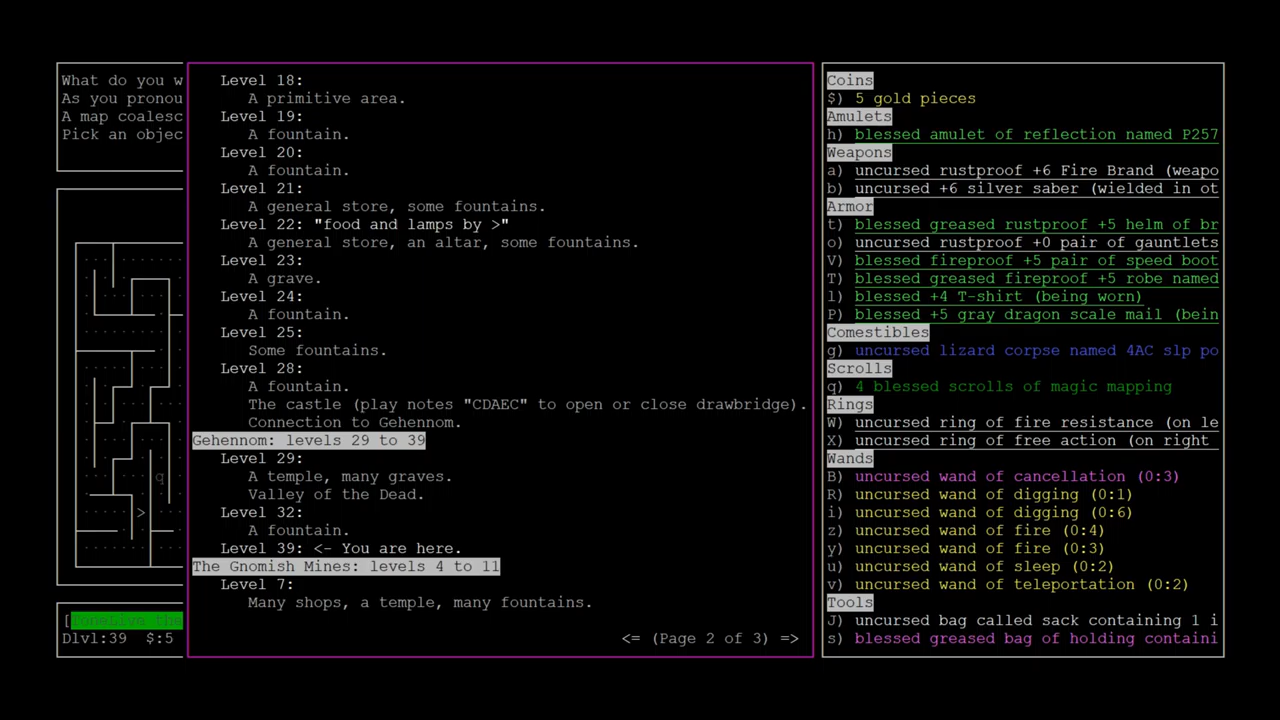 What do you w
As you pronou
A map coalesc
Pick an objec
[ToneLiva the
Dlvl:39 $:5
Level 18:
A primitive area.
Level 19:
A fountain.
Level 20:
A fountain.
Level 21:
A general store, some fountains.
Level 22: "food and lamps by >"
A general store, an altar, some fountains.
Level 23:
A grave.
Level 24:
A fountain.
Level 25:
Some fountains.
Level 28:
A fountain.
The castle (play notes "CDAEC" to open or close drawbridge).
Connection to Gehennom.
Gehennom: levels 29 to 39
Level 29:
A temple, many graves.
Valley of the Dead.
Level 32:
A fountain.
Level 39: <- You are here.
The Gnomish Mines: levels 4 to 11
Level 7:
Many shops, a temple, many fountains.
<= (Page 2 of 3) =>
Coins
$) 5 gold pieces
Amulets
h) blessed amulet of reflection named P257
Weapons
a) uncursed rustproof +6 Fire Brand (weapo
b) uncursed +6 silver saber (wielded in ot
Armor
t) blessed greased rustproof +5 helm of br
o) uncursed rustproof +0 pair of gauntlets
V) blessed fireproof +5 pair of speed boot
T) blessed greased fireproof +5 robe named
l) blessed +4 T-shirt (being worn)
P) blessed +5 gray dragon scale mail (bein
Comestibles
g) uncursed lizard corpse named 4AC slp po
Scrolls
q) 4 blessed scrolls of magic mapping
Rings
W) uncursed ring of fire resistance (on le
X) uncursed ring of free action (on right
Wands
B) uncursed wand of cancellation (0:3)
R) uncursed wand of digging (0:1)
i) uncursed wand of digging (0:6)
z) uncursed wand of fire (0:4)
y) uncursed wand of fire (0:3)
u) uncursed wand of sleep (0:2)
v) uncursed wand of teleportation (0:2)
Tools
J) uncursed bag called sack containing 1 i
s) blessed greased bag of holding containi